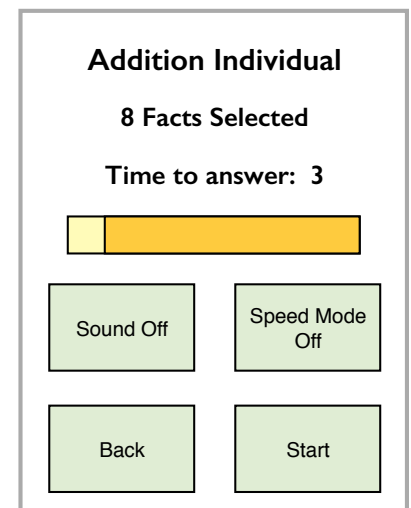 Addition Individual
8 Facts Selected
Time to answer: 3
Sound Off
Speed Mode
Off
Back
Start